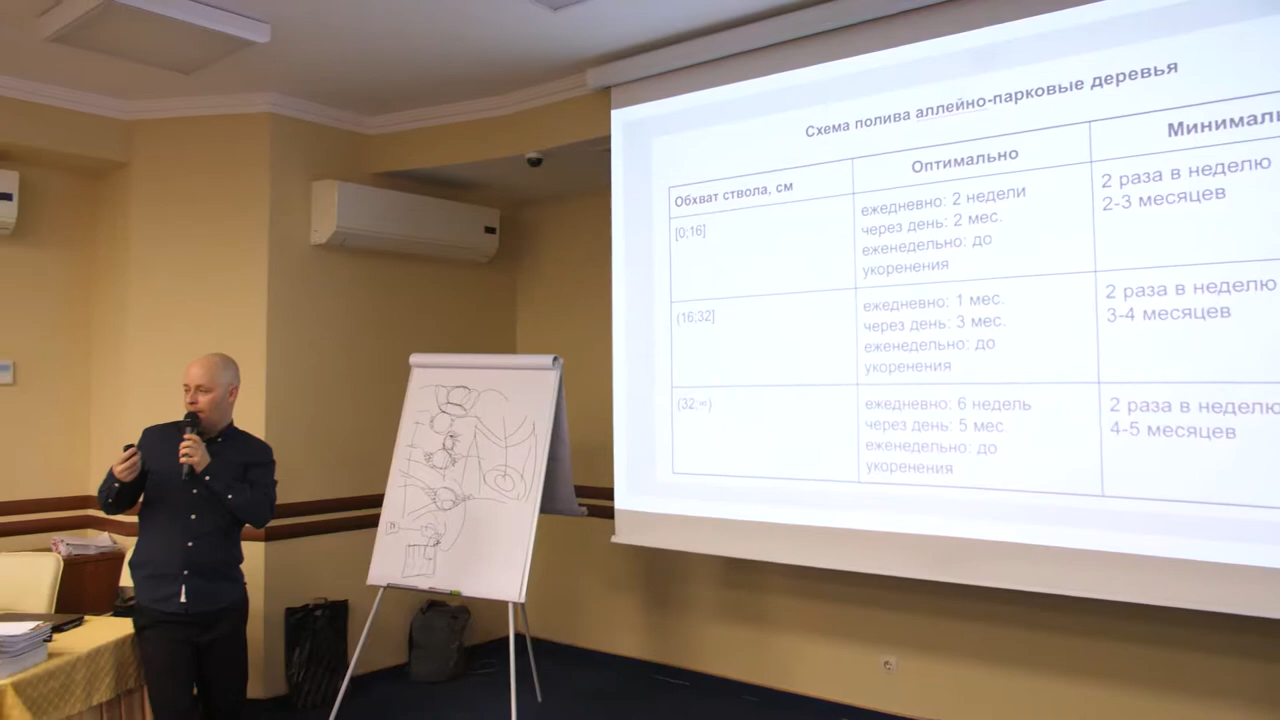 Схема полива аллейно-парковые деревья
Обхват ствола, см
Оптимально
[0;16]
ежедневно: 2 недели
через день: 2 мес.
еженедельно: до
укоренения
2 раза в неделю
2-3 месяцев
(16;32]
ежедневно: 1 мес.
через день: 3 мес.
еженедельно: до
укоренения
2 раза в неделю
3-4 месяцев
(32;∞)
ежедневно: 6 недель
через день: 5 мес
еженедельно: до
укоренения
2 раза в неделю
4-5 месяцев